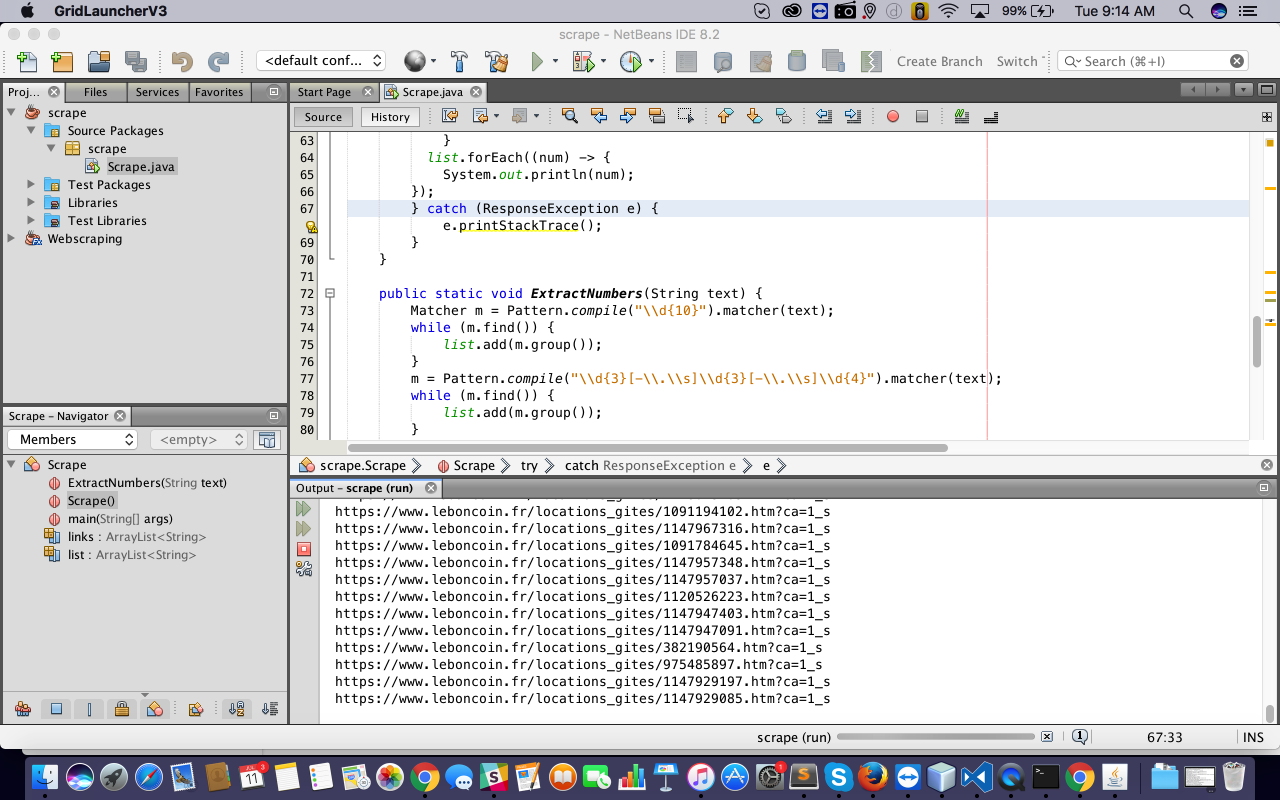 GridLauncherV3
99%
Tue 9:14 AM
scrape - NetBeans IDE 8.2
<default conf...
Create Branch
Switch
Search (⌘+I)
Proj...
Files
Services
Favorites
scrape
Source Packages
scrape
Scrape.java
Test Packages
Libraries
Test Libraries
Webscraping
Start Page
Scrape.java
Source
History
63 }
64 list.forEach((num) -> {
65 System.out.println(num);
66 });
67 } catch (ResponseException e) {
e.printStackTrace();
69 }
70 }
71
72 public static void ExtractNumbers(String text) {
73 Matcher m = Pattern.compile("\\d{10}").matcher(text);
74 while (m.find()) {
75 list.add(m.group());
76 }
77 m = Pattern.compile("\\d{3}[-\\.\\s]\\d{3}[-\\.\\s]\\d{4}").matcher(text);
78 while (m.find()) {
79 list.add(m.group());
80 }
scrape.Scrape
Scrape
try
catch ResponseException e
e
Scrape - Navigator
Members
<empty>
Scrape
ExtractNumbers(String text)
Scrape()
main(String[] args)
links : ArrayList<String>
list : ArrayList<String>
Output - scrape (run)
https://www.leboncoin.fr/locations_gites/1091194102.htm?ca=1_s
https://www.leboncoin.fr/locations_gites/1147967316.htm?ca=1_s
https://www.leboncoin.fr/locations_gites/1091784645.htm?ca=1_s
https://www.leboncoin.fr/locations_gites/1147957348.htm?ca=1_s
https://www.leboncoin.fr/locations_gites/1147957037.htm?ca=1_s
https://www.leboncoin.fr/locations_gites/1120526223.htm?ca=1_s
https://www.leboncoin.fr/locations_gites/1147947403.htm?ca=1_s
https://www.leboncoin.fr/locations_gites/1147947091.htm?ca=1_s
https://www.leboncoin.fr/locations_gites/382190564.htm?ca=1_s
https://www.leboncoin.fr/locations_gites/975485897.htm?ca=1_s
https://www.leboncoin.fr/locations_gites/1147929197.htm?ca=1_s
https://www.leboncoin.fr/locations_gites/1147929085.htm?ca=1_s
scrape (run)
67:33
INS
11
3
1